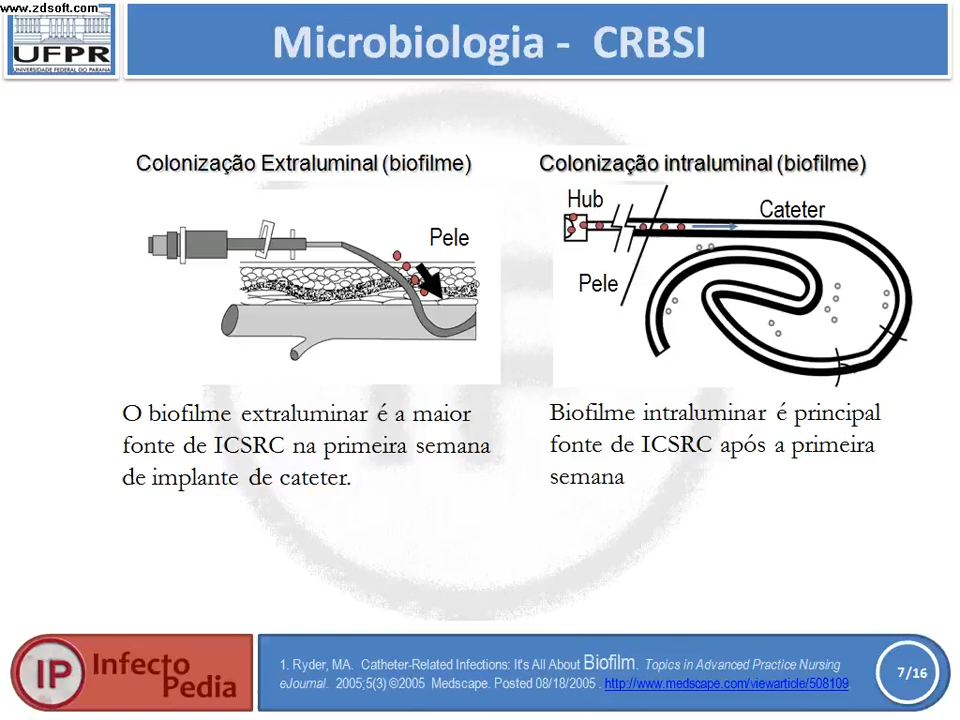 www.zdsoft.com
UFPR
UNIVERSIDADE FEDERAL DO PARANÁ
Microbiologia - CRBSI
Colonização Extraluminal (biofilme)
Pele
O biofilme extraluminar é a maior
fonte de ICSRC na primeira semana
de implante de cateter.
Colonização intraluminal (biofilme)
Hub
Cateter
Pele
Biofilme intraluminar é principal
fonte de ICSRC após a primeira
semana
IP Infecto
Pedia
1. Ryder, MA. Catheter-Related Infections: It's All About Biofilm. Topics in Advanced Practice Nursing
eJournal. 2005;5(3) ©2005 Medscape. Posted 08/18/2005 . http://www.medscape.com/viewarticle/508109
7/16